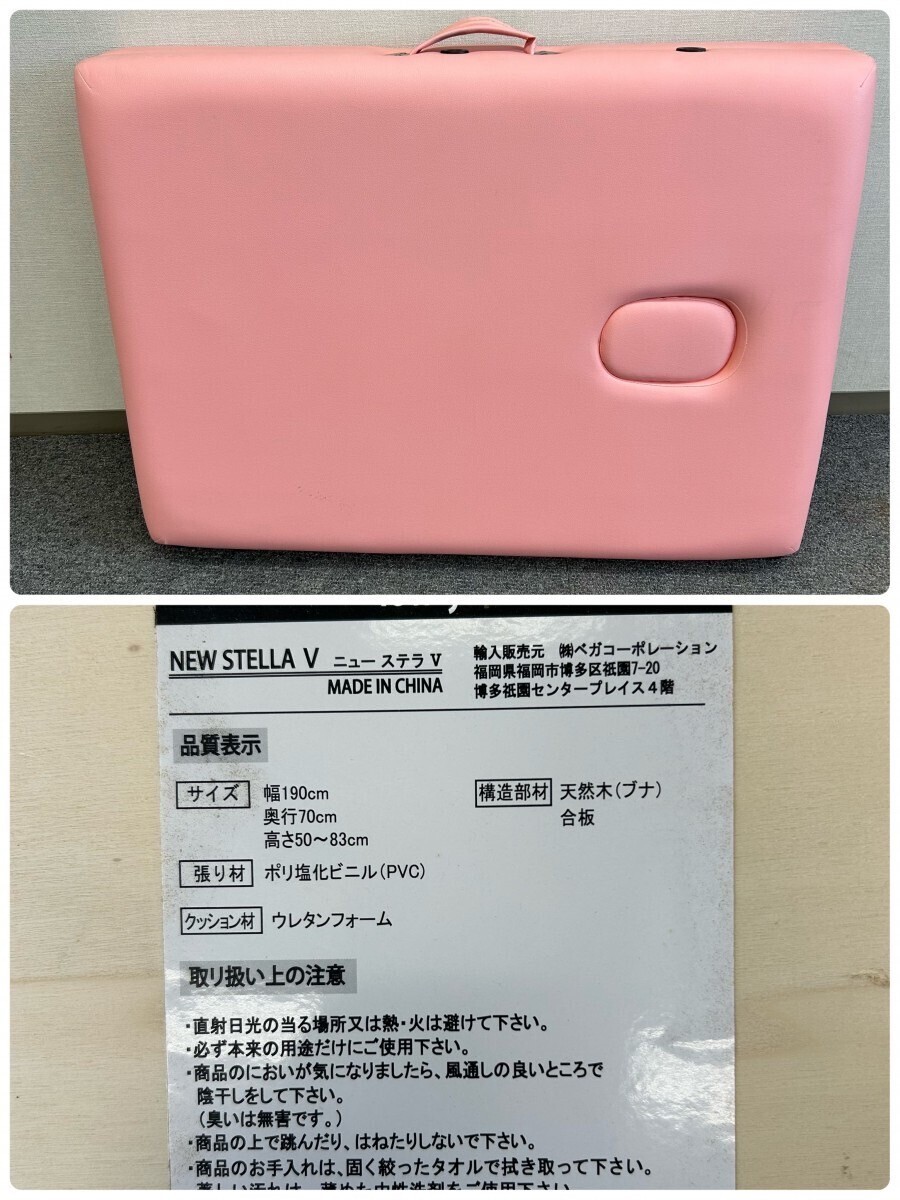 NEW STELLA V ニュー ステラ V
MADE IN CHINA
輸入販売元 ㈱ベガコーポレーション
福岡県福岡市博多区祇園7-20
博多祇園センタープレイス4階
品質表示
サイズ 幅190cm
奥行70cm
高さ50～83cm
構造部材 天然木(ブナ)
合板
張り材 ポリ塩化ビニル(PVC)
クッション材 ウレタンフォーム
取り扱い上の注意
・直射日光の当る場所又は熱・火は避けて下さい。
・必ず本来の用途だけにご使用下さい。
・商品のにおいが気になりましたら、風通しの良いところで
陰干しをして下さい。
(臭いは無害です。)
・商品の上で跳んだり、はねたりしないで下さい。
・商品のお手入れは、固く絞ったタオルで拭き取って下さい。